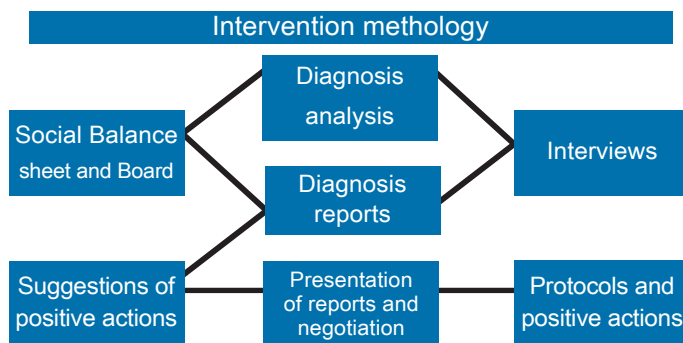 Intervention methology
Diagnosis
analysis
Social Balance
sheet and Board
Interviews
Diagnosis
reports
Suggestions of
positive actions
Presentation
of reports and
negotiation
Protocols and
positive actions